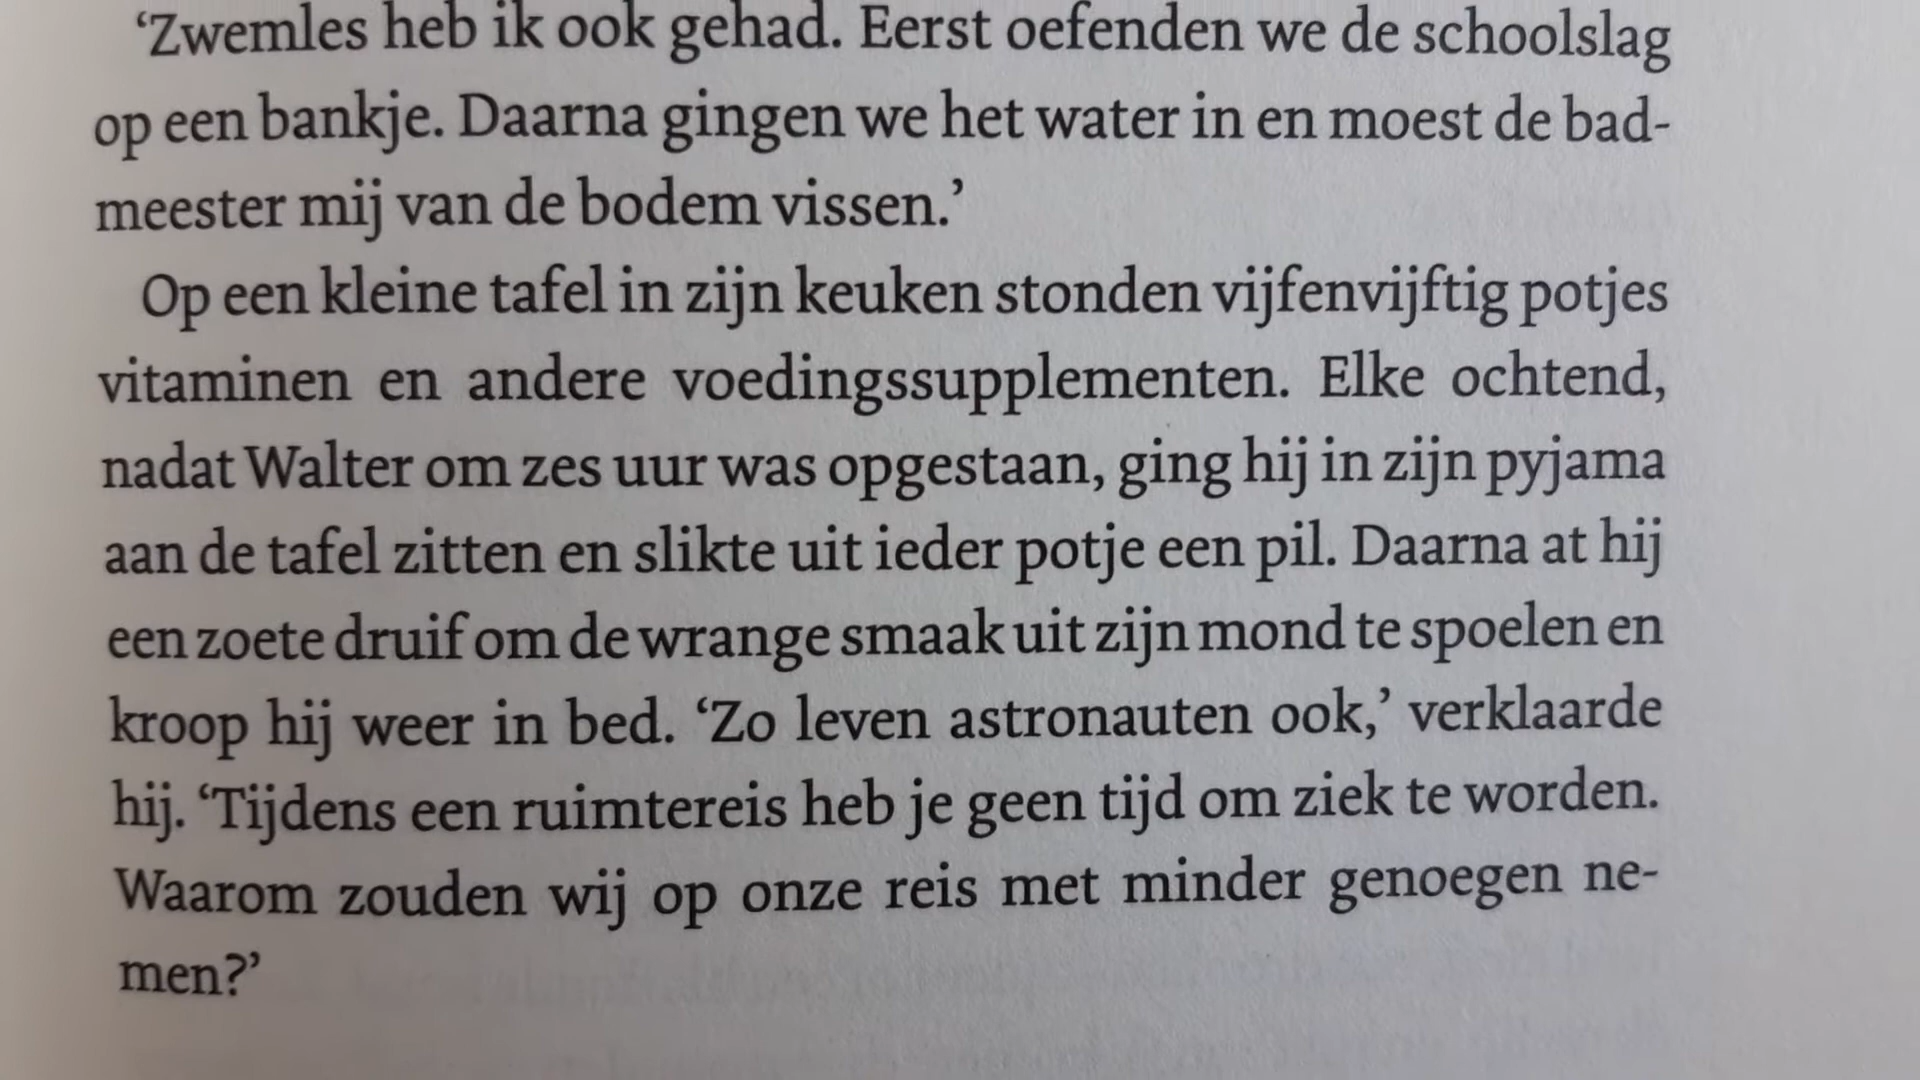 ‘Zwemles heb ik ook gehad. Eerst oefenden we de schoolslag
op een bankje. Daarna gingen we het water in en moest de bad-
meester mij van de bodem vissen.’
Op een kleine tafel in zijn keuken stonden vijfenvijftig potjes
vitaminen en andere voedingssupplementen. Elke ochtend,
nadat Walter om zes uur was opgestaan, ging hij in zijn pyjama
aan de tafel zitten en slikte uit ieder potje een pil. Daarna at hij
een zoete druif om de wrange smaak uit zijn mond te spoelen en
kroop hij weer in bed. ‘Zo leven astronauten ook,’ verklaarde
hij. ‘Tijdens een ruimtereis heb je geen tijd om ziek te worden.
Waarom zouden wij op onze reis met minder genoegen ne-
men?’